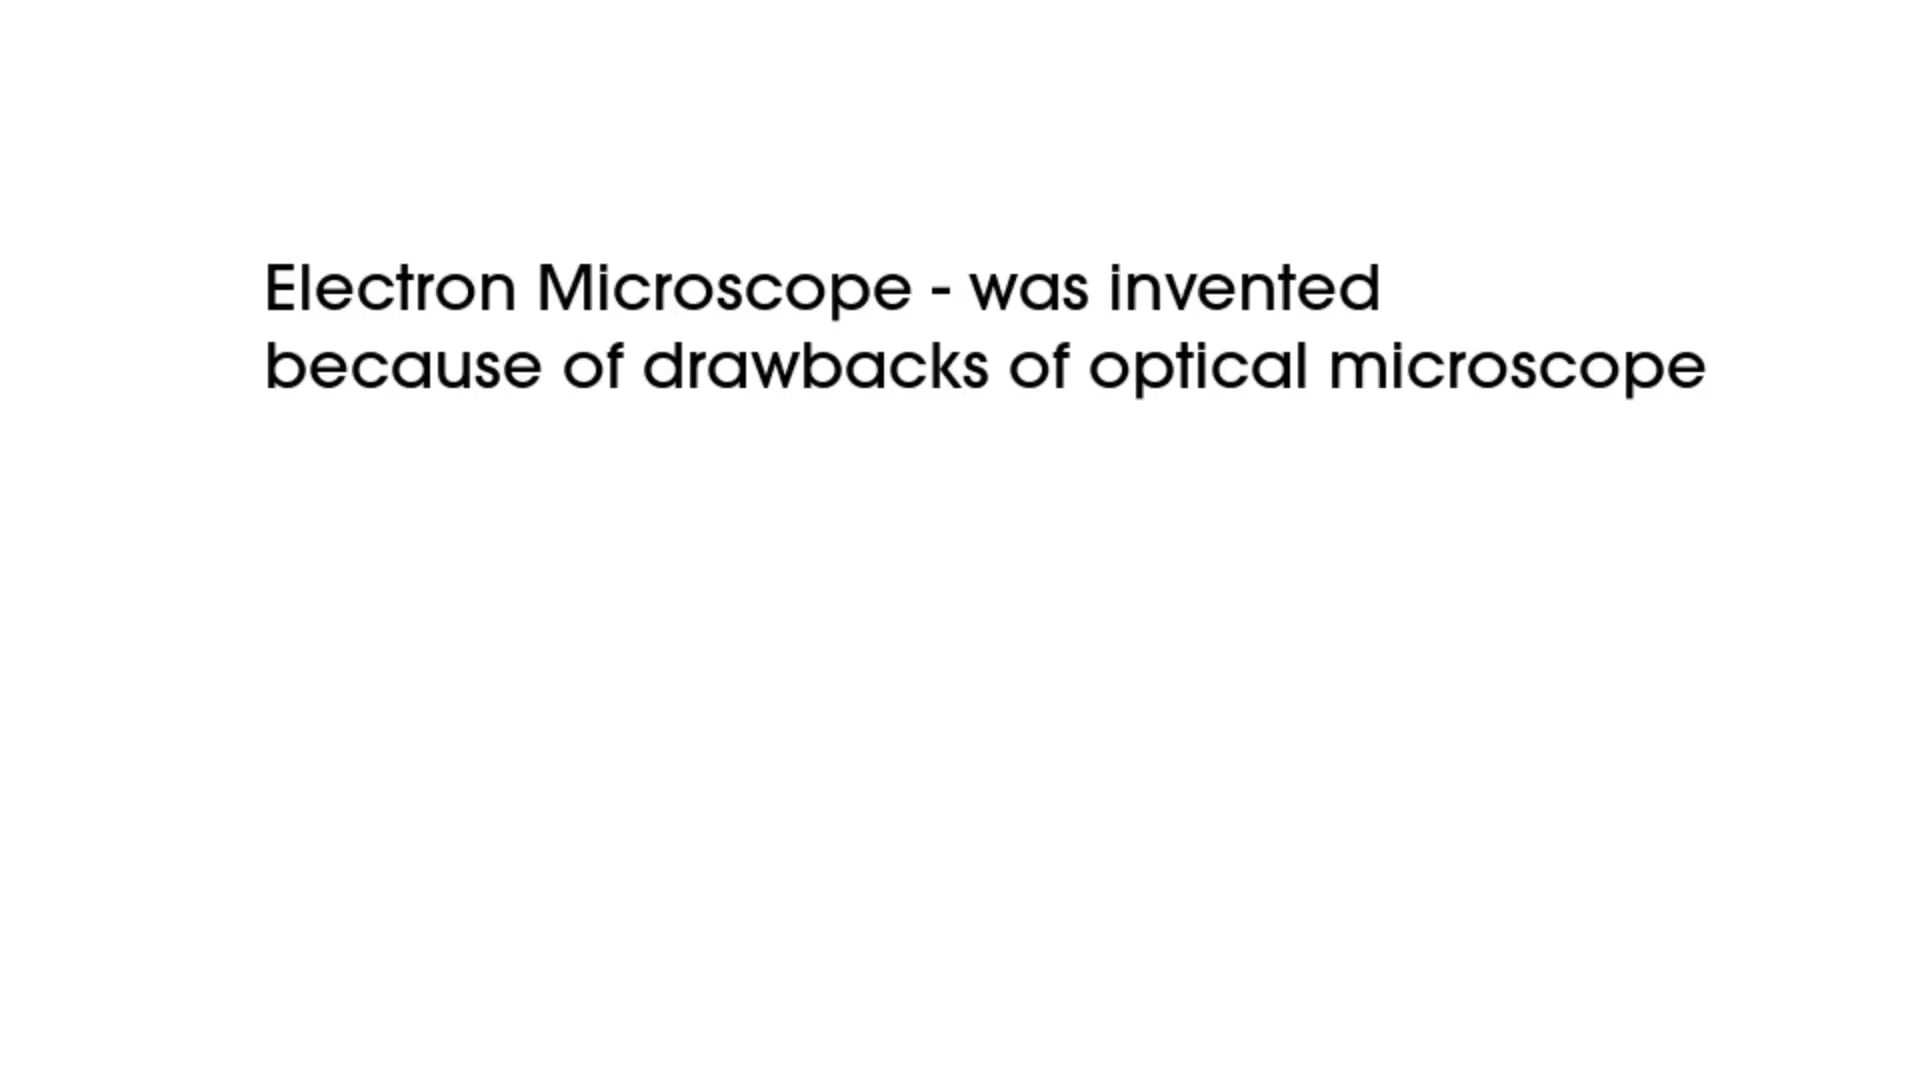 Electron Microscope - was invented
because of drawbacks of optical microscope